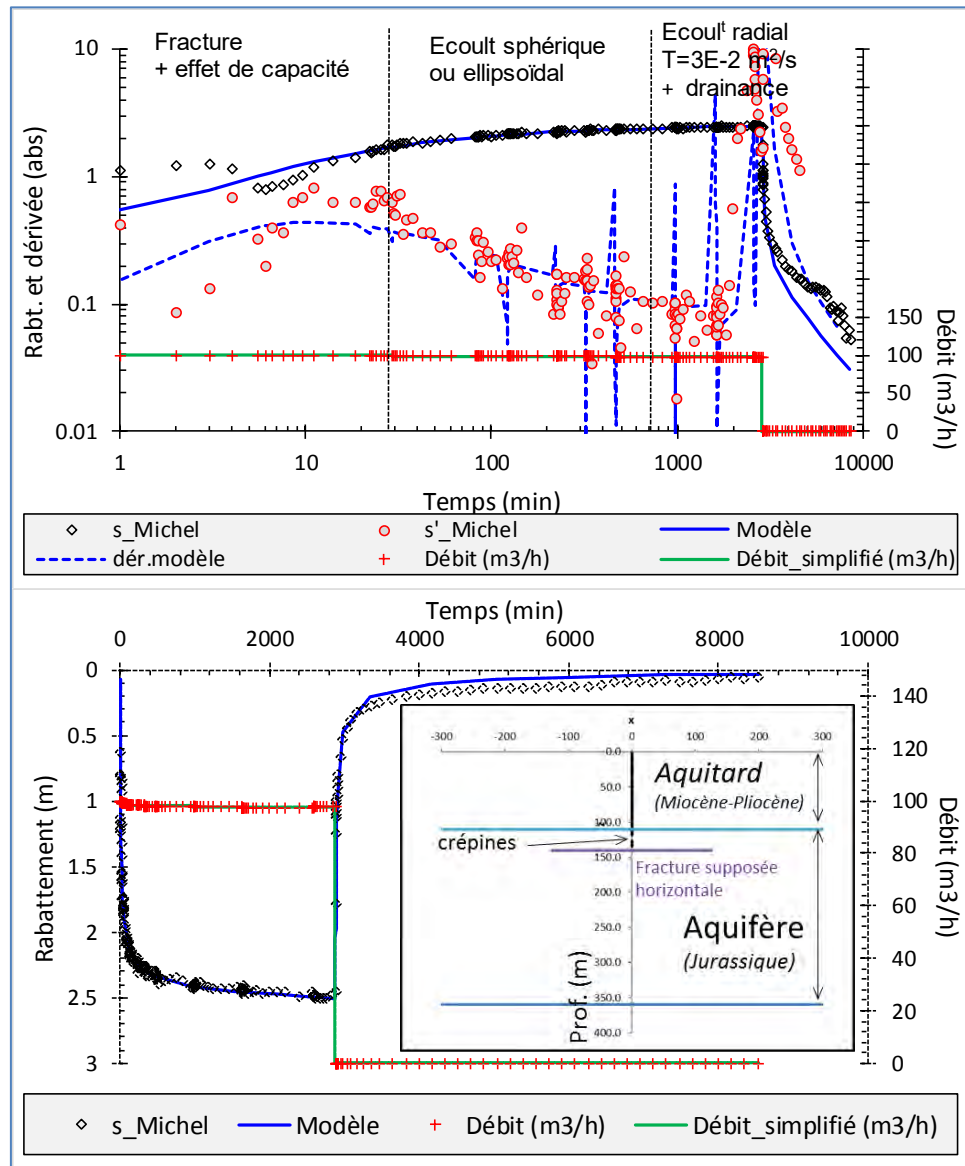 Fracture
+ effet de capacité
Ecoult sphérique
ou ellipsoïdal
Ecoulᵗ radial
T=3E-2 m²/s
+ drainance
Rabt. et dérivée (abs)
10
1
0.1
0.01
150
100
50
0
Débit (m3/h)
1
10
100
1000
10000
Temps (min)
s_Michel
s'_Michel
Modèle
dér.modèle
Débit (m3/h)
Débit_simplifié (m3/h)
Temps (min)
0
2000
4000
6000
8000
10000
Rabattement (m)
0
0.5
1
1.5
2
2.5
3
140
120
100
80
60
40
20
0
Débit (m3/h)
x
-300
-200
-100
0
100
200
300
0.0
50.0
100.0
150.0
200.0
250.0
300.0
350.0
400.0
Prof. (m)
Aquitard
(Miocène-Pliocène)
crépines
Fracture supposée
horizontale
Aquifère
(Jurassique)
s_Michel
Modèle
Débit (m3/h)
Débit_simplifié (m3/h)